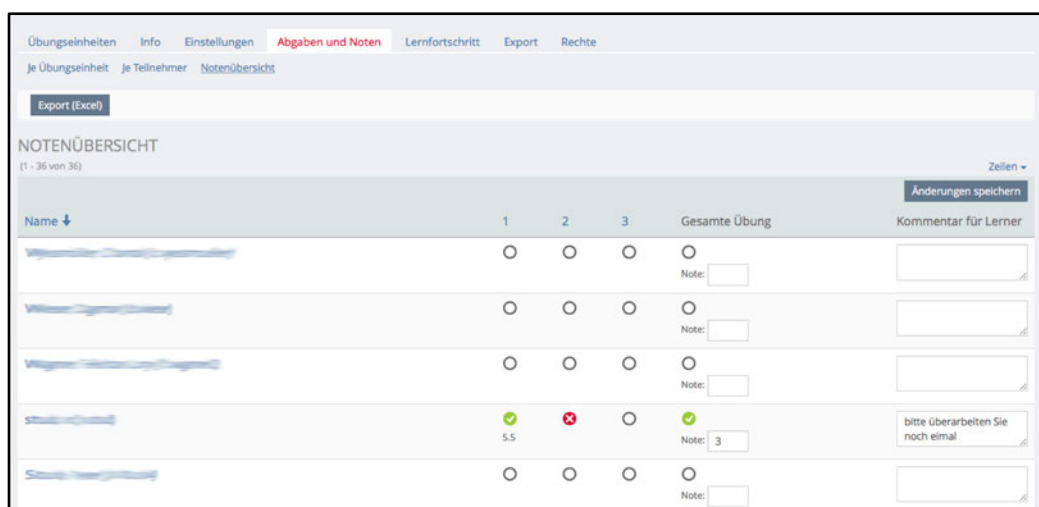 Übungseinheiten Info Einstellungen Abgaben und Noten Lernfortschritt Export Rechte
Je Übungseinheit Je Teilnehmer Notenübersicht
Export (Excel)
NOTENÜBERSICHT
(1 - 36 von 36) Zeilen
Änderungen speichern
Name 1 2 3 Gesamte Übung Kommentar für Lerner
Note:
Note:
Note:
5.5 Note: 3 bitte überarbeiten Sie
noch eimal
Note: